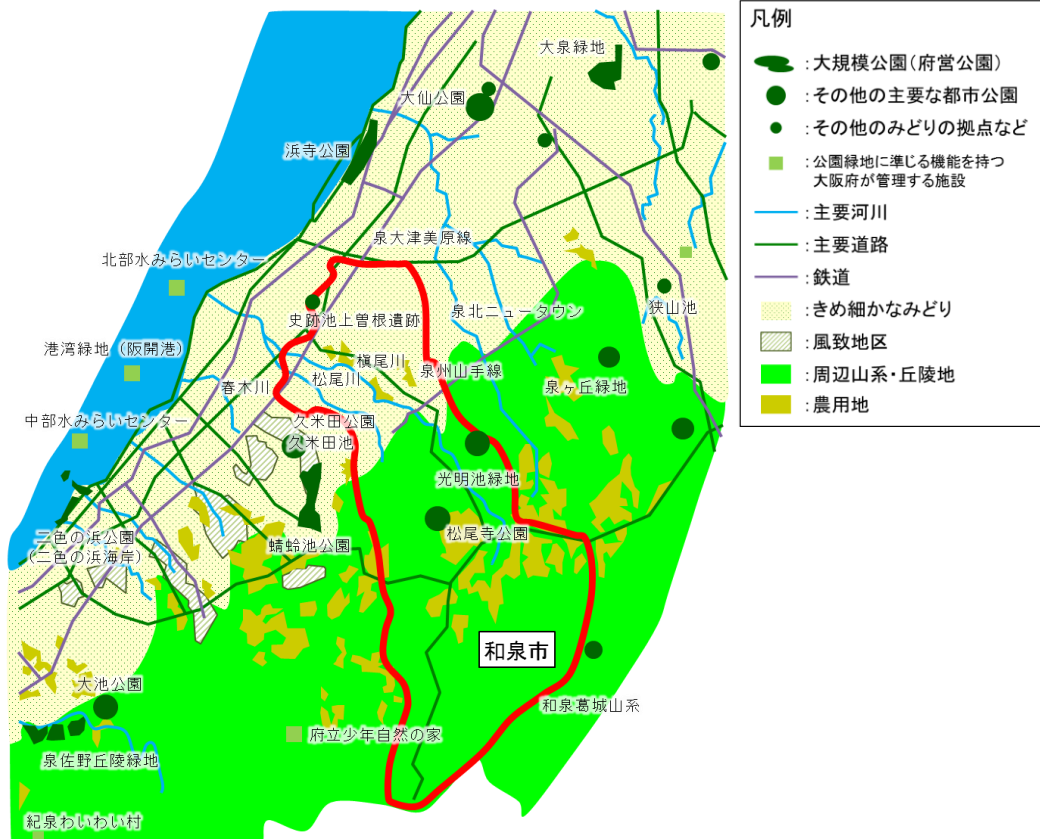 凡例
:大規模公園(府営公園)
:その他の主要な都市公園
:その他のみどりの拠点など
:公園緑地に準じる機能を持つ
大阪府が管理する施設
:主要河川
:主要道路
:鉄道
:きめ細かなみどり
:風致地区
:周辺山系・丘陵地
:農用地
大泉緑地
大仙公園
浜寺公園
泉大津美原線
北部水みらいセンター
泉北ニュータウン
狭山池
史跡池上曽根遺跡
港湾緑地(阪開港)
槇尾川
泉州山手線
松尾川
春木川
泉ヶ丘緑地
中部水みらいセンター
久米田公園
久米田池
光明池緑地
松尾寺公園
二色の浜公園
(二色の浜海岸)
蜻蛉池公園
和泉市
大池公園
和泉葛城山系
府立少年自然の家
泉佐野丘陵緑地
紀泉わいわい村